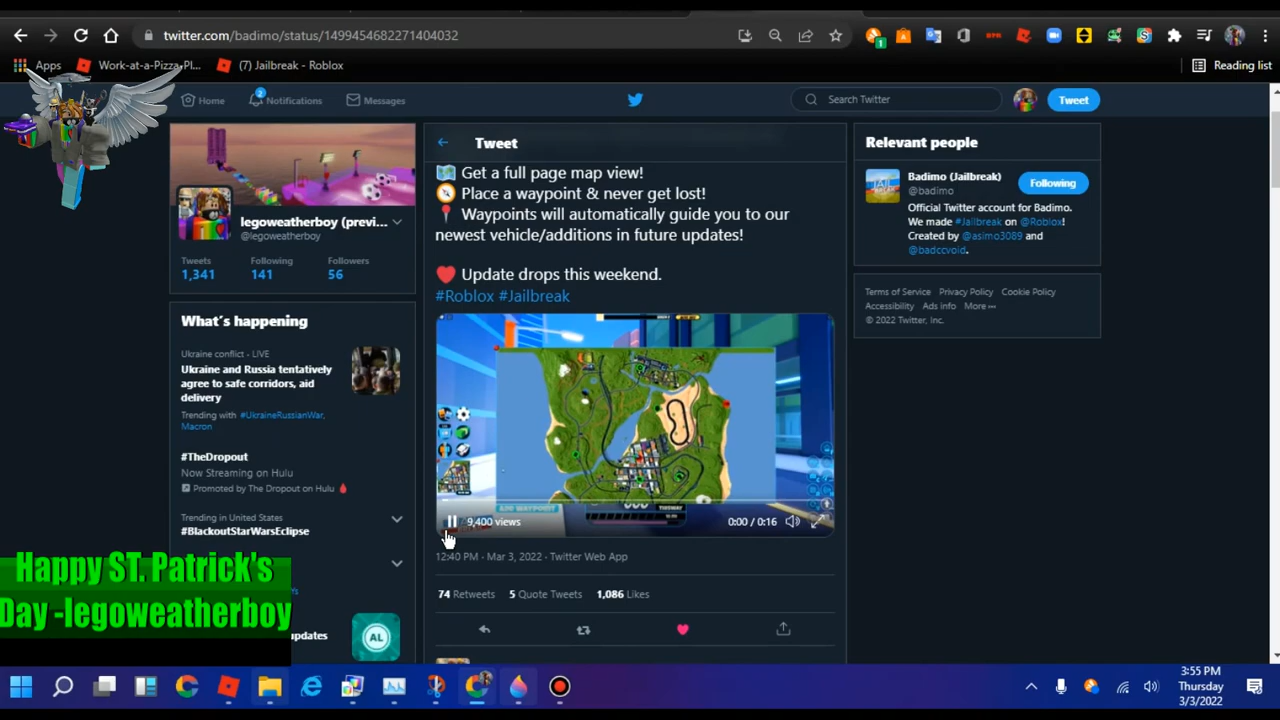 twitter.com/badimo/status/1499454682271404032
1
Apps
Work-at-a-Pizza-Pl...
(7) Jailbreak - Roblox
Reading list
Home
2
Notifications
Messages
Search Twitter
Tweet
legoweatherboy (previ...
@legoweatherboy
Tweets
Following
Followers
1,341
141
56
What's happening
Ukraine conflict · LIVE
Ukraine and Russia tentatively
agree to safe corridors, aid
delivery
Trending with #UkraineRussianWar,
Macron
#TheDropout
Now Streaming on Hulu
Promoted by The Dropout on Hulu
Trending in United States
#BlackoutStarWarsEclipse
updates
AL
Tweet
Get a full page map view!
Place a waypoint & never get lost!
Waypoints will automatically guide you to our
newest vehicle/additions in future updates!
Update drops this weekend.
#Roblox #Jailbreak
ADD WAYPOINT
9,400 views
0:00 / 0:16
12:40 PM · Mar 3, 2022 · Twitter Web App
74 Retweets
5 Quote Tweets
1,086 Likes
Relevant people
Badimo (Jailbreak)
@badimo
Following
Official Twitter account for Badimo.
We made #Jailbreak on @Roblox!
Created by @asimo3089 and
@badccvoid.
Terms of Service
Privacy Policy
Cookie Policy
Accessibility
Ads info
More ···
© 2022 Twitter, Inc.
Happy ST. Patrick's
Day -legoweatherboy
3:55 PM
Thursday
3/3/2022